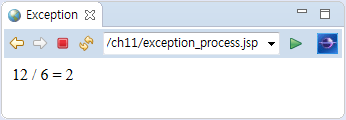 Exception
/ch11/exception_process.jsp
12 / 6 = 2